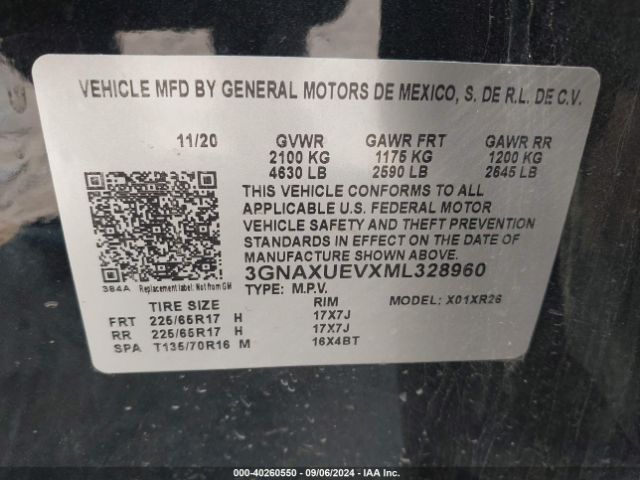 VEHICLE MFD BY GENERAL MOTORS DE MEXICO, S. DE R.L. DE C.V.
11/20 GVWR GAWR FRT GAWR RR
2100 KG 1175 KG 1200 KG
4630 LB 2590 LB 2645 LB
THIS VEHICLE CONFORMS TO ALL
APPLICABLE U.S. FEDERAL MOTOR
VEHICLE SAFETY AND THEFT PREVENTION
STANDARDS IN EFFECT ON THE DATE OF
MANUFACTURE SHOWN ABOVE.
384A Replacement label: Not from GM
3GNAXUEVXML328960
TYPE: M.P.V.
TIRE SIZE RIM MODEL: X01XR26
FRT 225/65R17 H 17X7J
RR 225/65R17 H 17X7J
SPA T135/70R16 M 16X4BT
000-40260550 - 09/06/2024 - IAA Inc.